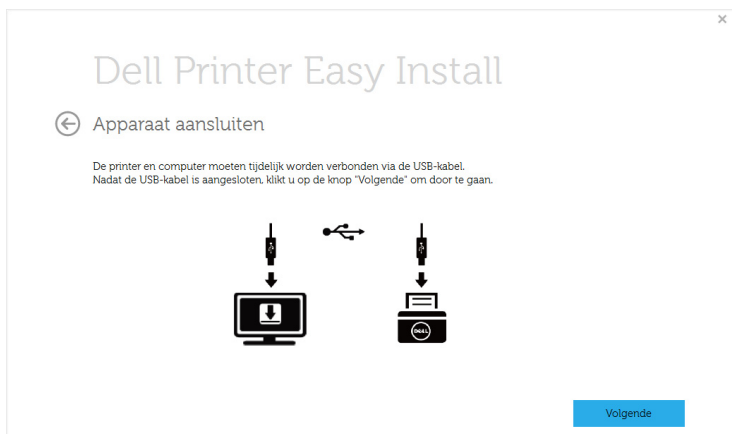 Dell Printer Easy Install
Apparaat aansluiten
De printer en computer moeten tijdelijk worden verbonden via de USB-kabel.
Nadat de USB-kabel is aangesloten, klikt u op de knop "Volgende" om door te gaan.
DELL
Volgende